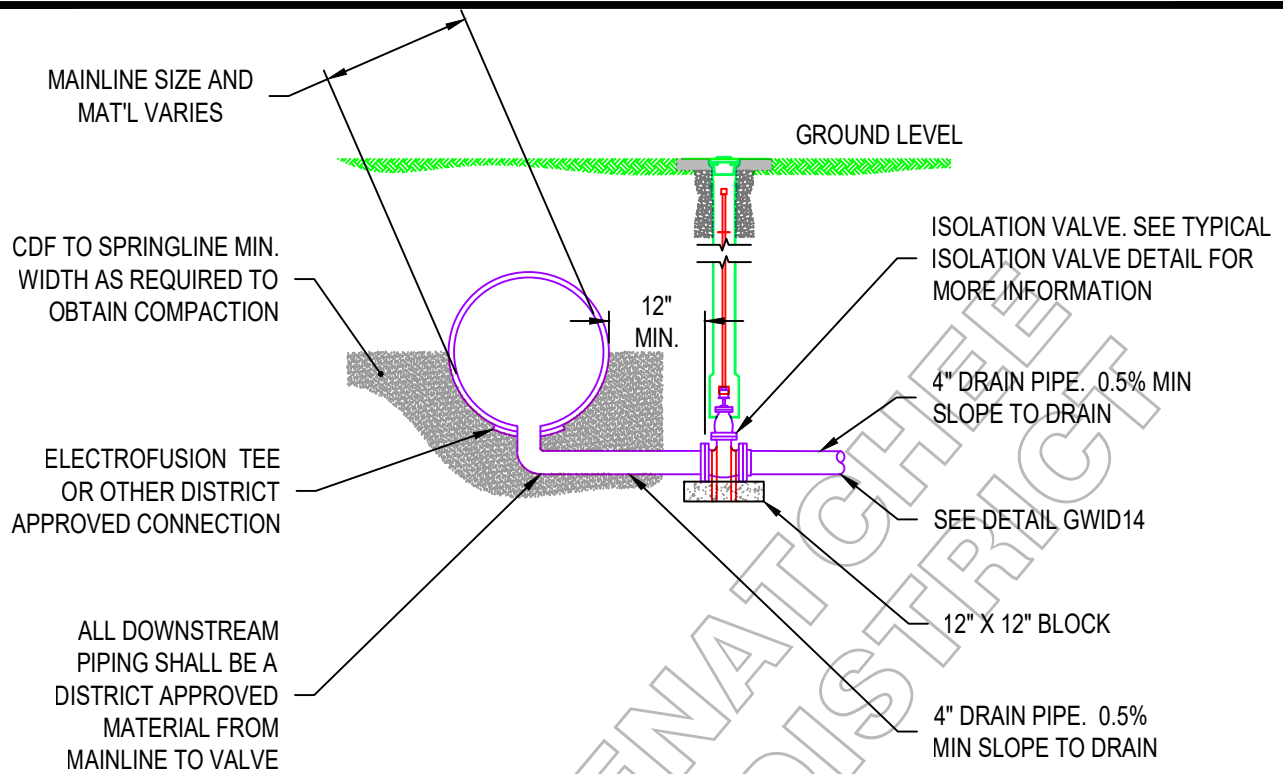 MAINLINE SIZE AND
MAT'L VARIES
GROUND LEVEL
CDF TO SPRINGLINE MIN.
WIDTH AS REQUIRED TO
OBTAIN COMPACTION
12"
MIN.
ISOLATION VALVE. SEE TYPICAL
ISOLATION VALVE DETAIL FOR
MORE INFORMATION
4" DRAIN PIPE. 0.5% MIN
SLOPE TO DRAIN
ELECTROFUSION TEE
OR OTHER DISTRICT
APPROVED CONNECTION
SEE DETAIL GWID14
12" X 12" BLOCK
ALL DOWNSTREAM
PIPING SHALL BE A
DISTRICT APPROVED
MATERIAL FROM
MAINLINE TO VALVE
4" DRAIN PIPE. 0.5%
MIN SLOPE TO DRAIN
ENATCHEE
DISTRICT